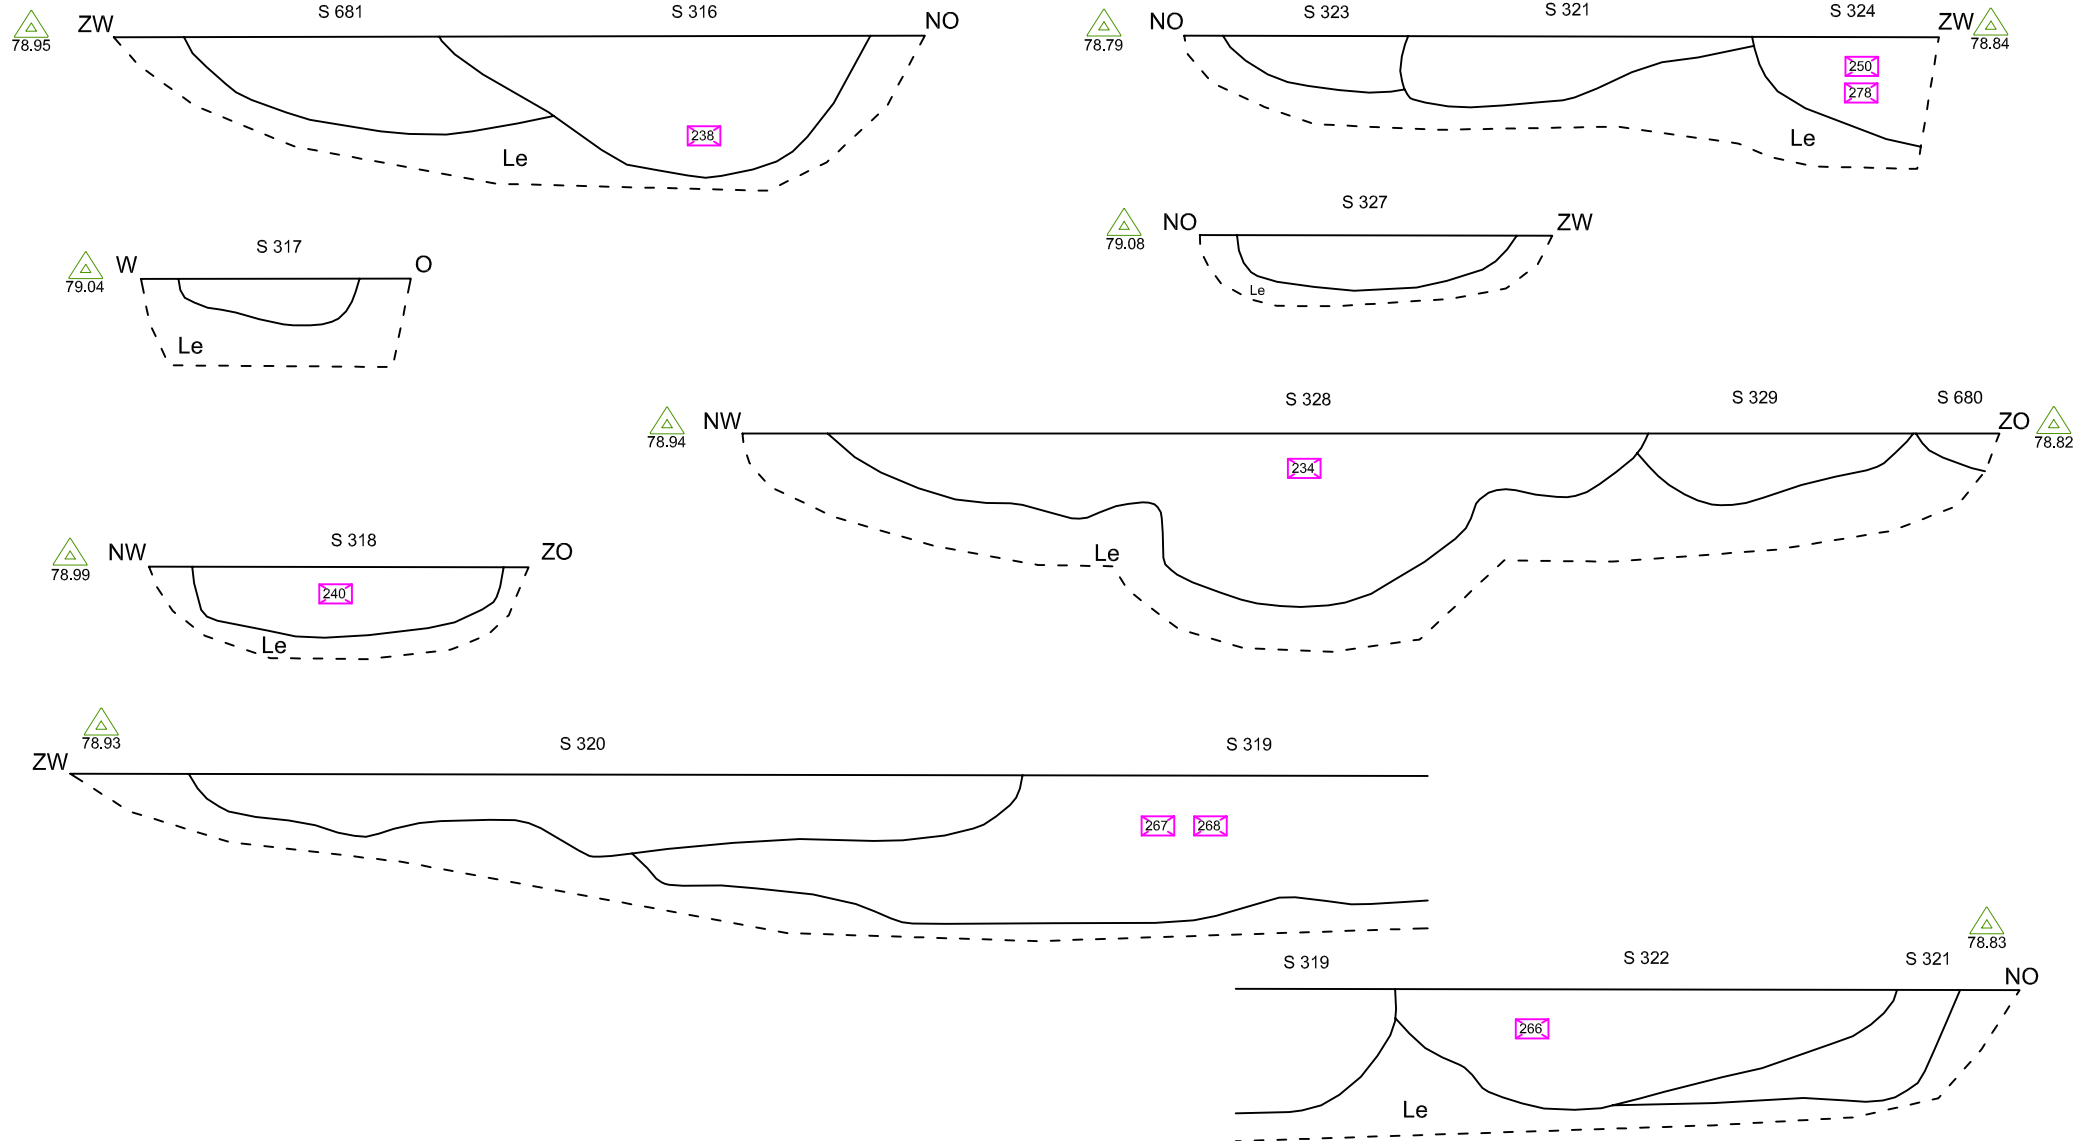 S 681 S 316
ZW NO
78.95
238
Le
S 323 S 321 S 324
NO ZW
78.79 78.84
250
278
Le
S 317
W O
79.04
Le
S 327
NO ZW
79.08
Le
S 328 S 329 S 680
NW ZO
78.94 78.82
234
Le
S 318
NW ZO
78.99
240
Le
78.93
S 320 S 319
ZW
267 268
78.83
S 319 S 322 S 321
NO
266
Le